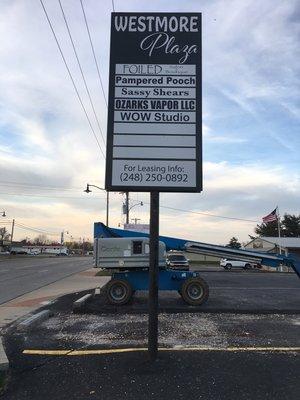 WESTMORE
Plaza
FOILED
Pampered Pooch
Sassy Shears
OZARKS VAPOR LLC
WOW Studio
For Leasing Info:
(248) 250-0892